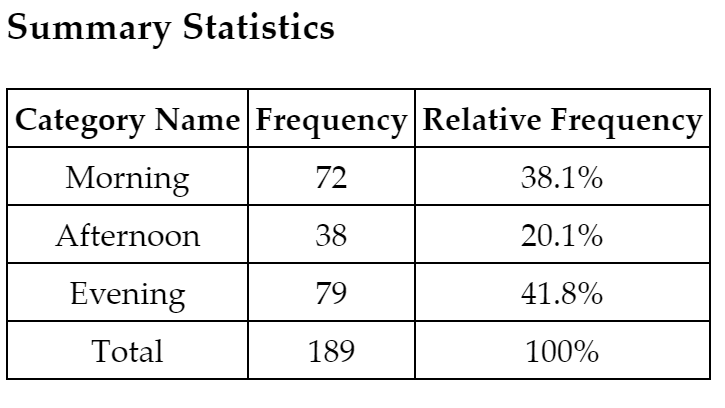 Summary Statistics
Category Name Frequency Relative Frequency
Morning 72 38.1%
Afternoon 38 20.1%
Evening 79 41.8%
Total 189 100%